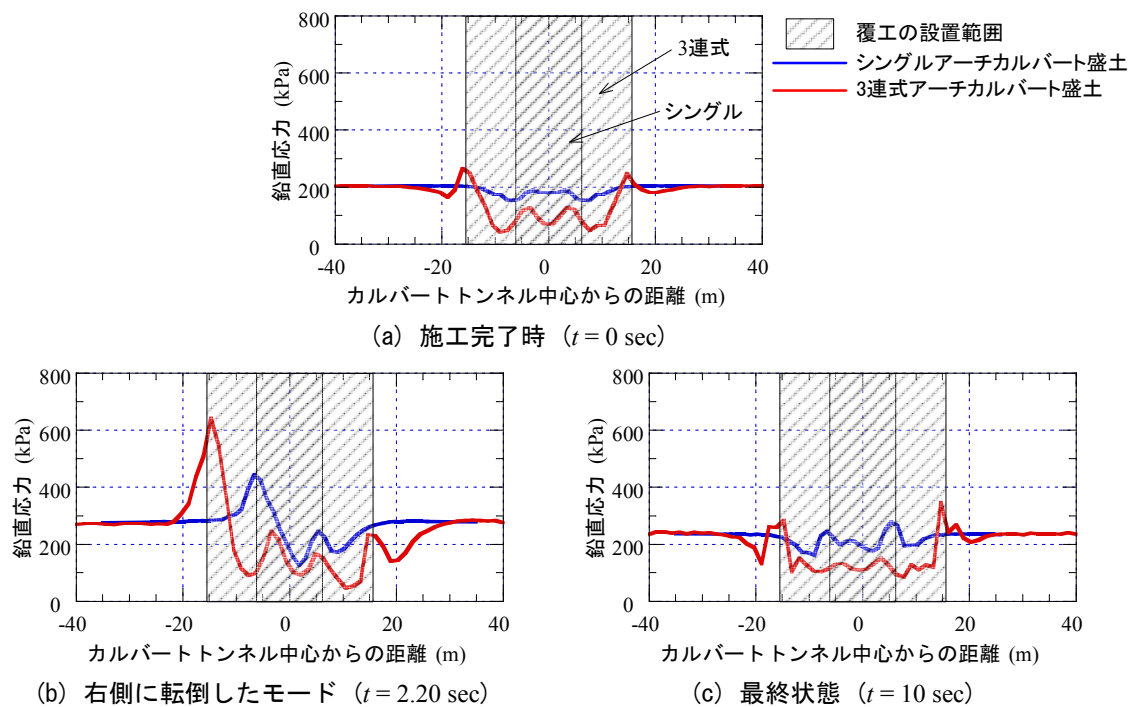 800
600
400
200
0
鉛直応力 (kPa)
-40 -20 0 20 40
カルバートトンネル中心からの距離 (m)
3連式
シングル
覆工の設置範囲
シングルアーチカルバート盛土
3連式アーチカルバート盛土
(a) 施工完了時 (t = 0 sec)
800
600
400
200
0
鉛直応力 (kPa)
-40 -20 0 20 40
カルバートトンネル中心からの距離 (m)
(b) 右側に転倒したモード (t = 2.20 sec)
800
600
400
200
0
鉛直応力 (kPa)
-40 -20 0 20 40
カルバートトンネル中心からの距離 (m)
(c) 最終状態 (t = 10 sec)